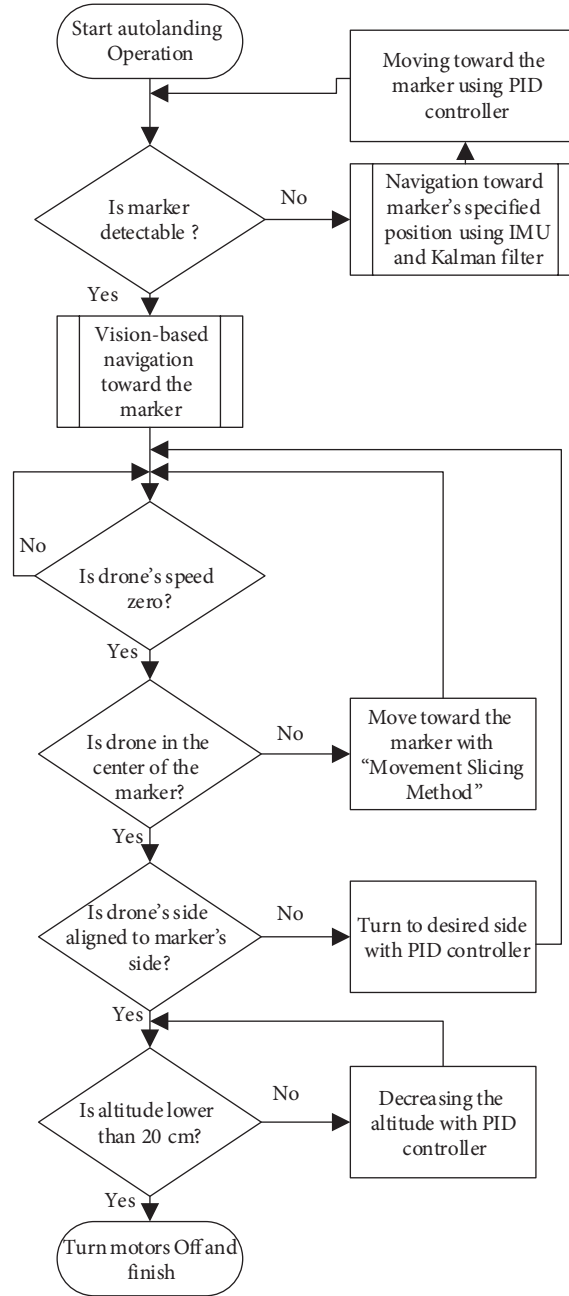 Start autolanding
Operation
Moving toward the
marker using PID
controller
Is marker
detectable ?
No
Navigation toward
marker's specified
position using IMU
and Kalman filter
Yes
Vision-based
navigation
toward the
marker
No
Is drone's speed
zero?
Yes
Is drone in the
center of the
marker?
No
Move toward the
marker with
“Movement Slicing
Method”
Yes
Is drone's side
aligned to marker's
side?
No
Turn to desired side
with PID controller
Yes
Is altitude lower
than 20 cm?
No
Decreasing the
altitude with PID
controller
Yes
Turn motors Off and
finish